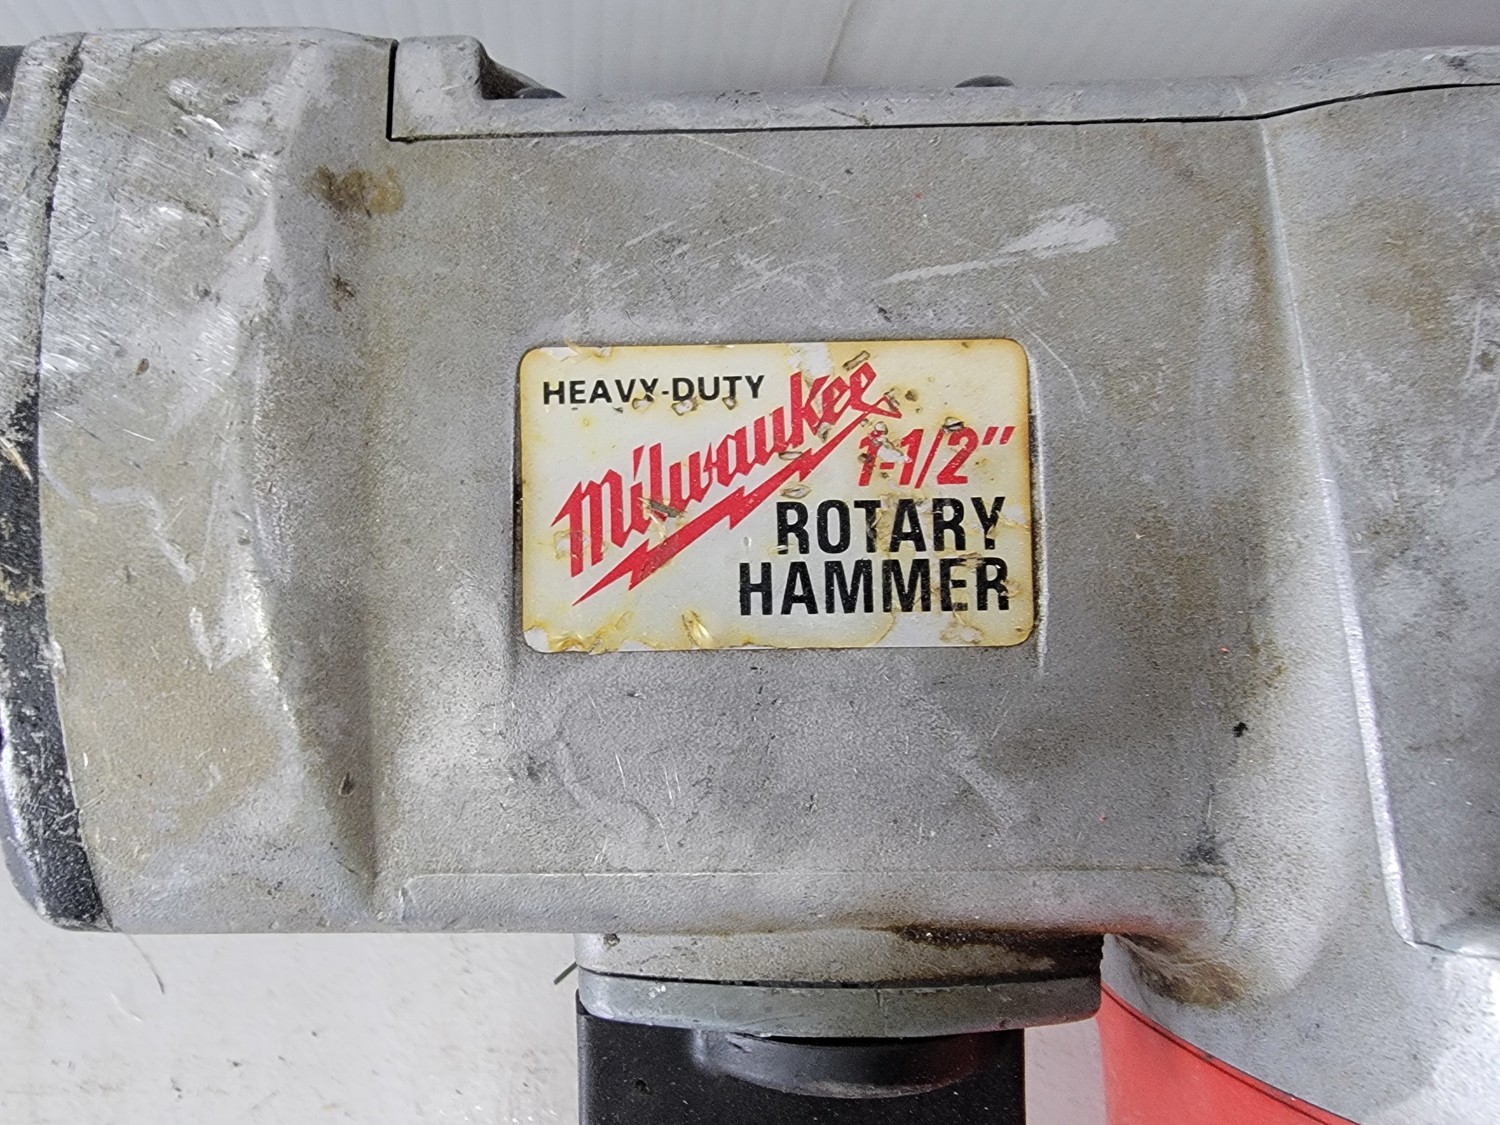 HEAVY-DUTY
Milwaukee
1-1/2"
ROTARY
HAMMER